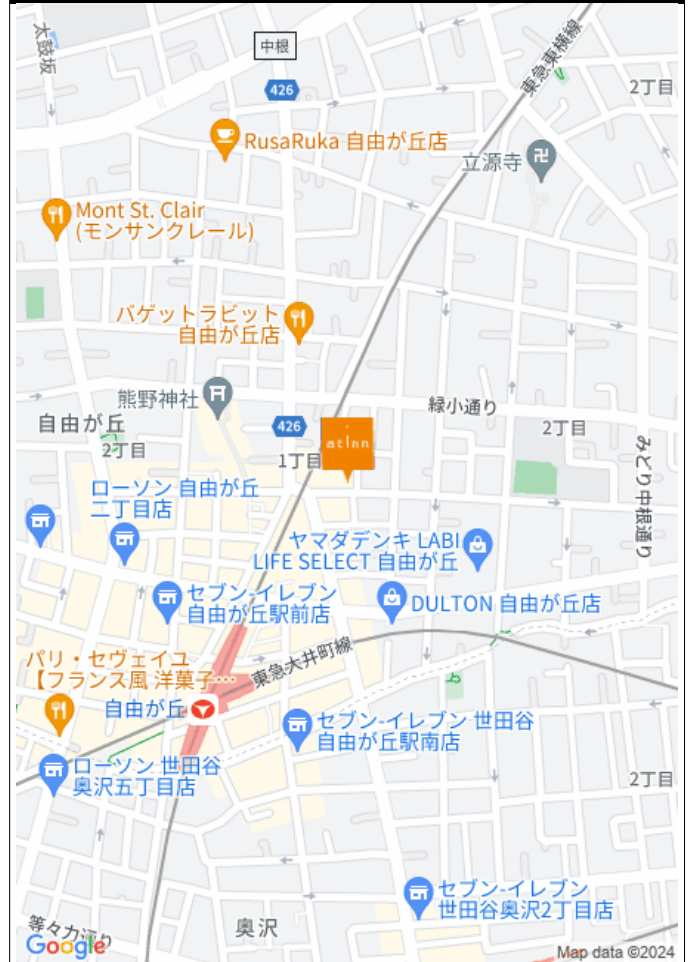 太鼓坂
中根
東急東横線
2丁目
426
RusaRuka 自由が丘店
立源寺
Mont St. Clair
(モンサンクレール)
バゲットラビット
自由が丘店
熊野神社
緑小通り
自由が丘
2丁目
426
atInn
2丁目
1丁目
みどり中根通り
ローソン 自由が丘
二丁目店
ヤマダデンキ LABI
LIFE SELECT 自由が丘
セブン-イレブン
自由が丘駅前店
DULTON 自由が丘店
パリ・セヴェイユ
【フランス風 洋菓子…
東急大井町線
自由が丘
セブン-イレブン 世田谷
自由が丘駅南店
ローソン 世田谷
奥沢五丁目店
2丁目
セブン-イレブン
世田谷奥沢2丁目店
等々力通り
奥沢
Google
Map data ©2024